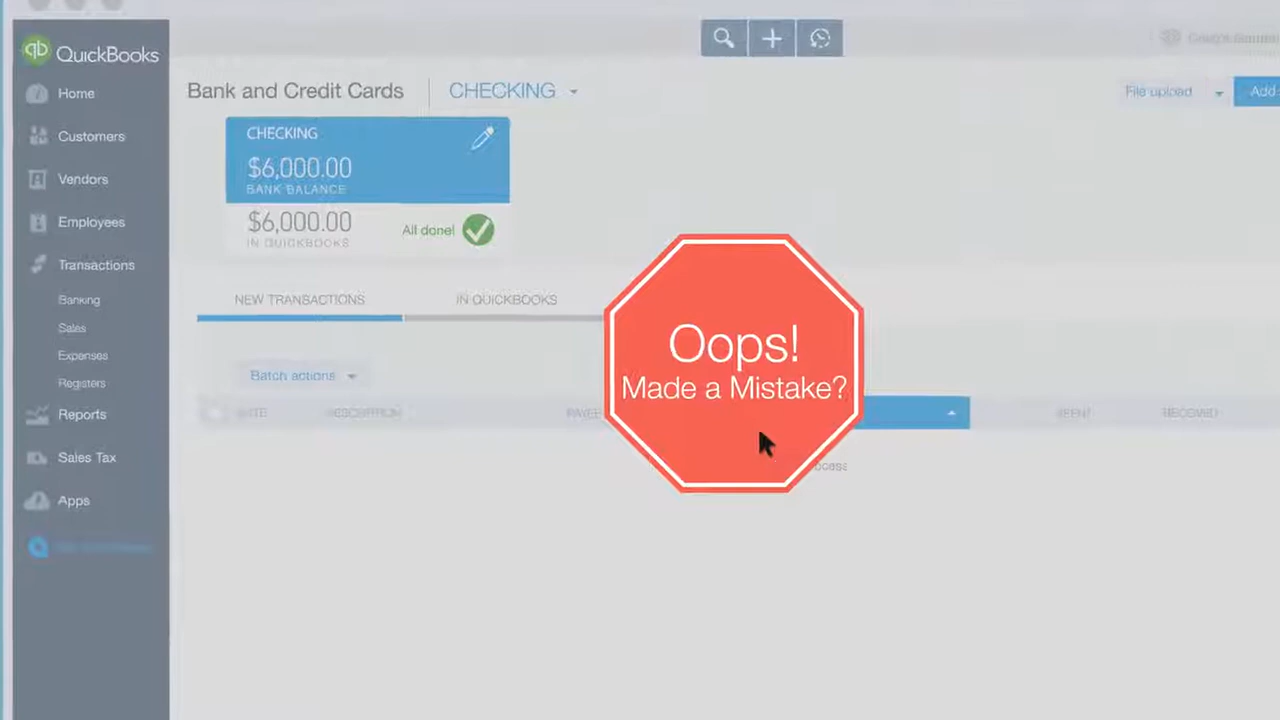 QuickBooks
Home
Customers
Vendors
Employees
Transactions
Banking
Sales
Expenses
Registers
Reports
Sales Tax
Apps
Bank and Credit Cards
CHECKING
File upload
Add
CHECKING
$6,000.00
BANK BALANCE
$6,000.00
IN QUICKBOOKS
All done!
NEW TRANSACTIONS
IN QUICKBOOKS
Batch actions
DATE
DESCRIPTION
PAYEE
SPENT
RECEIVED
Oops!
Made a Mistake?